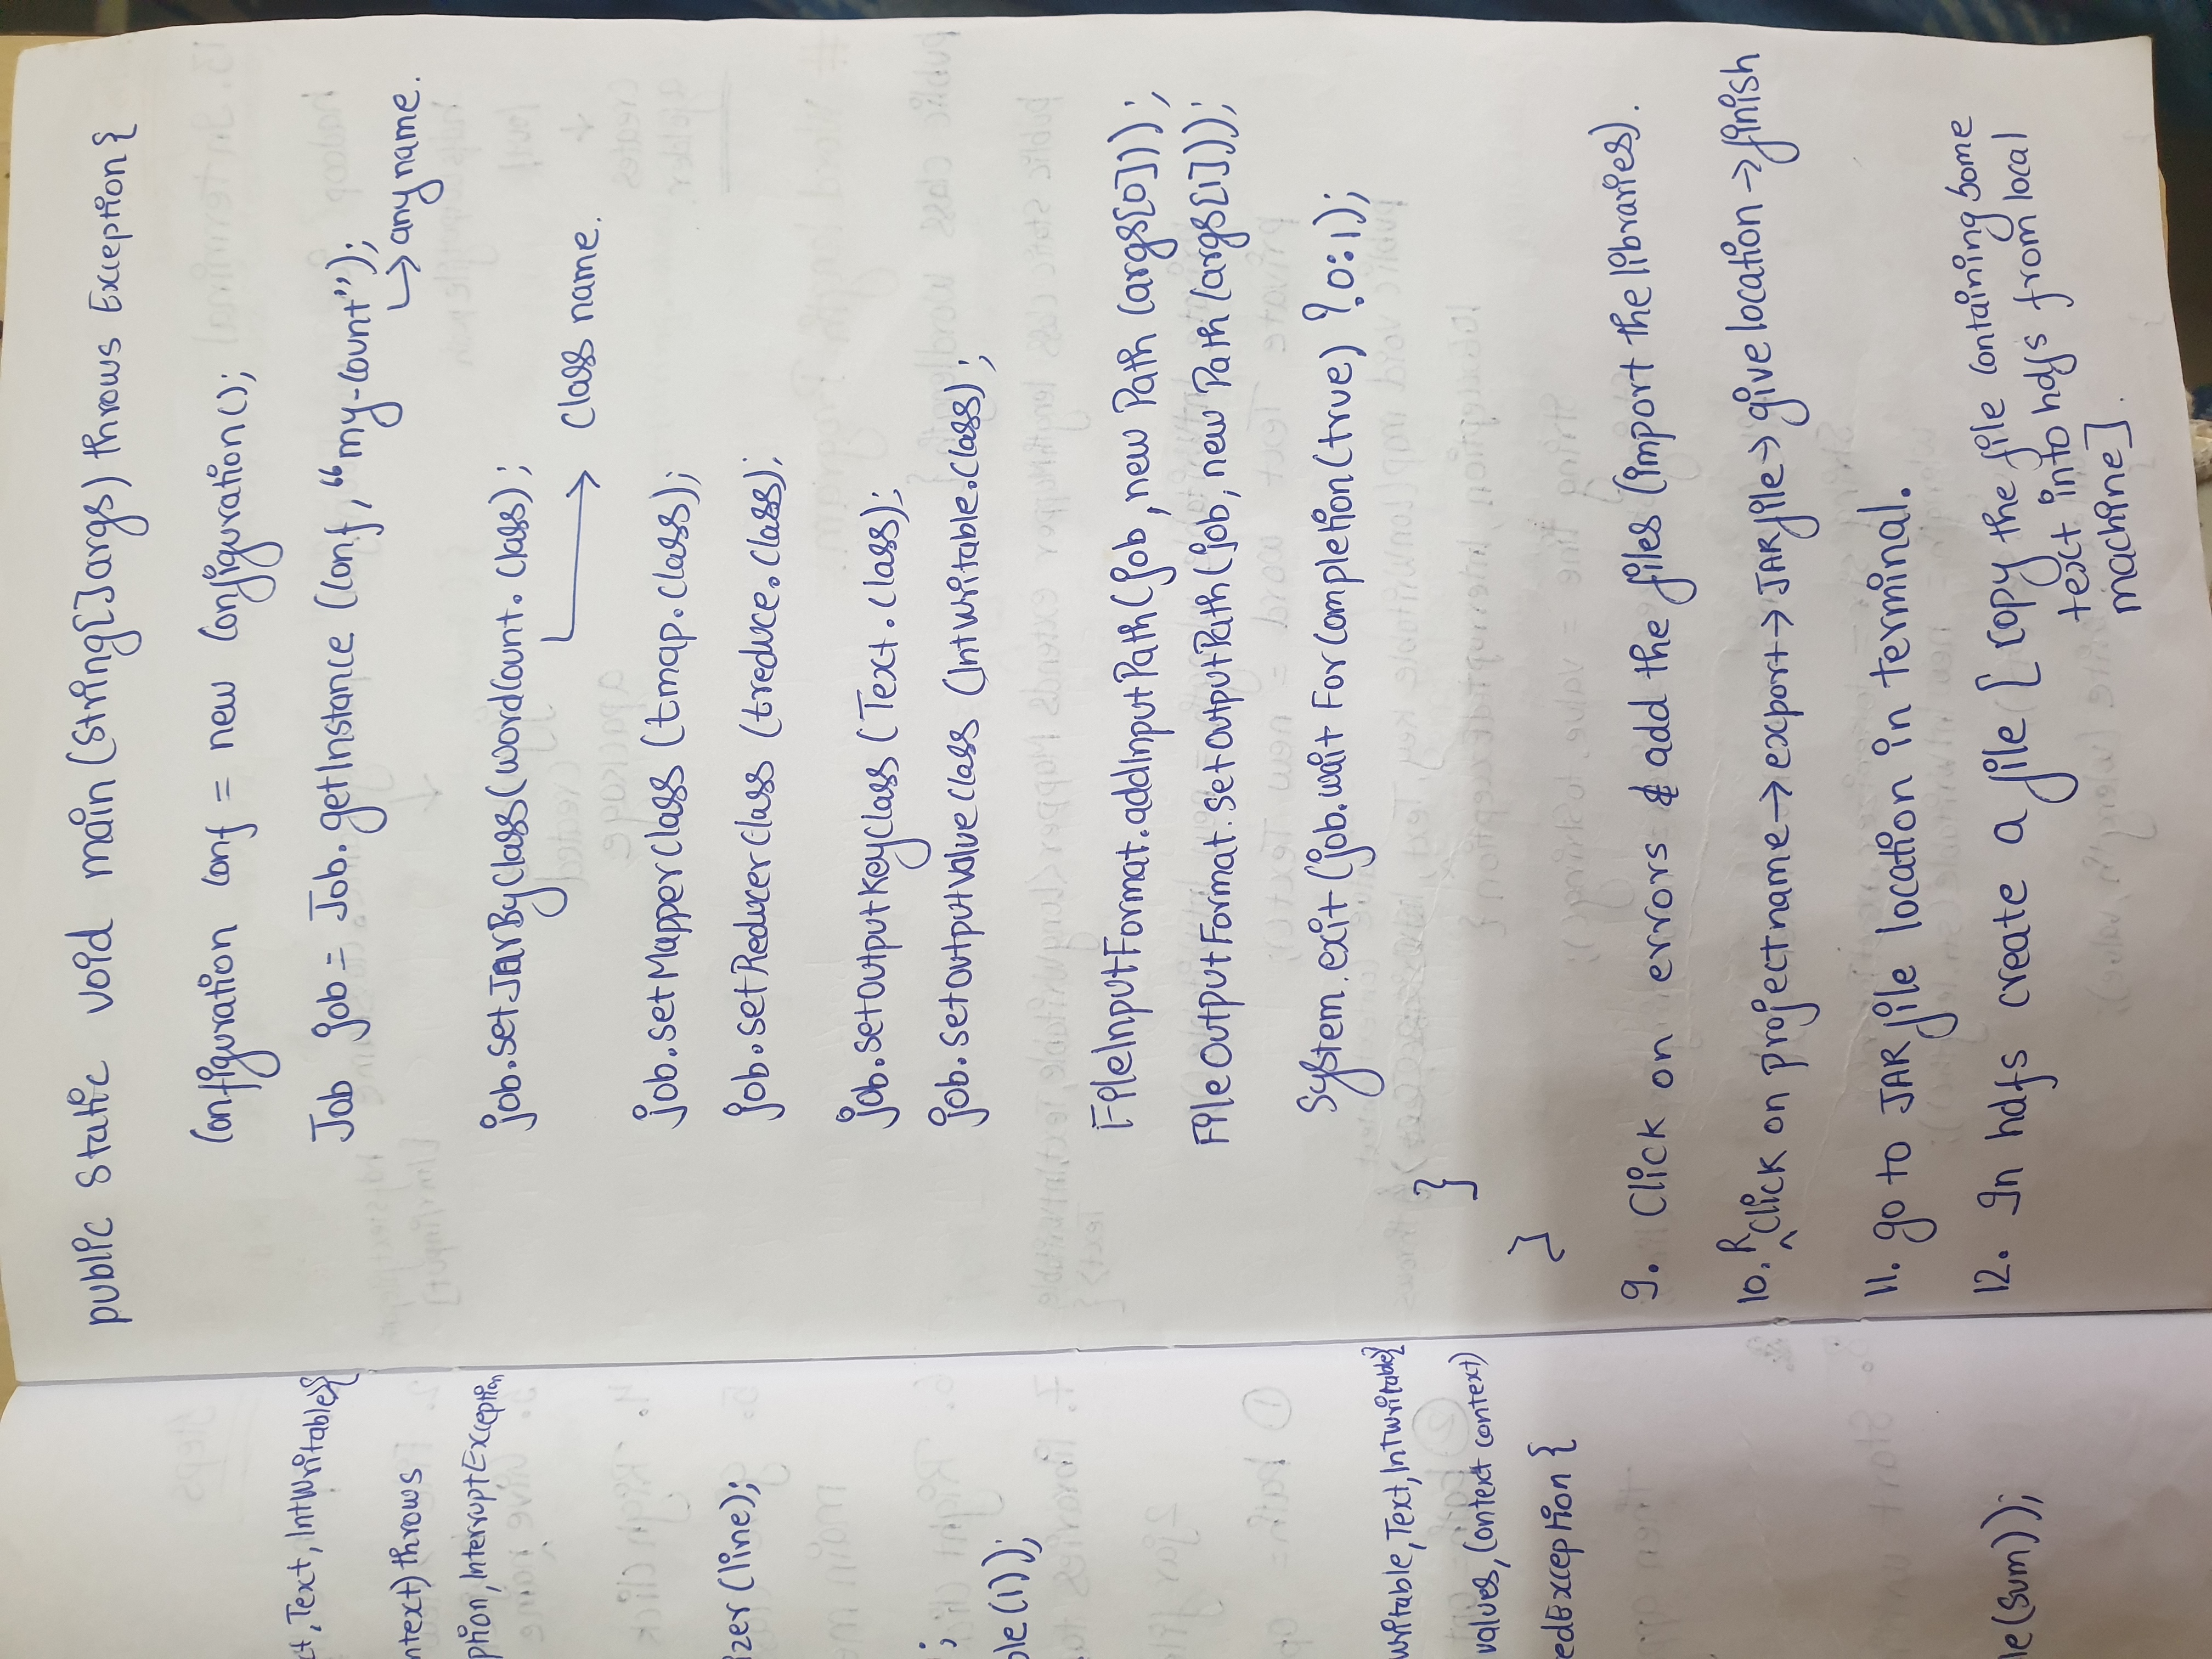 ct, Text, IntWritable>{
ntext) throws
ption, InterruptException
izer (line);
;
ble (1));
writable, Text, IntWritable>{
values, Context context)
edException {
le (sum));
public static void main (String[] args) throws Exception {
Configuration conf = new Configuration();
Job job = Job.getInstance (conf, "my-count");
↳ any name.
job.setJarByClass (WordCount.class);
→ class name.
job.setMapperClass (tmap.class);
job.setReducerClass (treduce.class);
job.setOutputKeyClass (Text.class);
job.setOutputValueClass (IntWritable.class);
FileInputFormat.addInputPath (job, new Path (args[0]));
FileOutputFormat.setOutputPath (job, new Path (args[1]));
System.exit (job.waitForCompletion (true) ? 0:1);
}
}
9. Click on errors & add the files (import the libraries).
10. R Click on project name → export → JAR file → give location → finish
11. go to JAR file location in terminal.
12. In hdfs create a file [copy the file containing some
text into hdfs from local
machine].